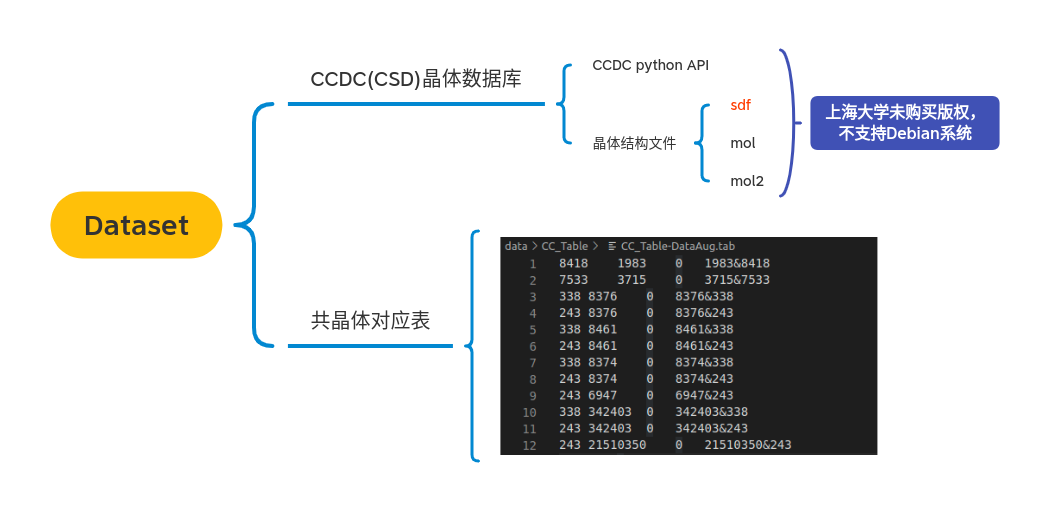 Dataset
CCDC(CSD)晶体数据库
CCDC python API
晶体结构文件
sdf
mol
mol2
上海大学未购买版权，
不支持Debian系统
共晶体对应表
data > CC_Table > CC_Table-DataAug.tab
1 8418 1983 0 1983&8418
2 7533 3715 0 3715&7533
3 338 8376 0 8376&338
4 243 8376 0 8376&243
5 338 8461 0 8461&338
6 243 8461 0 8461&243
7 338 8374 0 8374&338
8 243 8374 0 8374&243
9 243 6947 0 6947&243
10 338 342403 0 342403&338
11 243 342403 0 342403&243
12 243 21510350 0 21510350&243